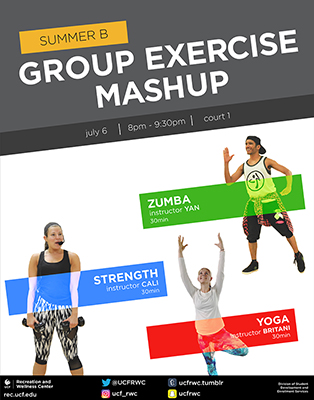 SUMMER B
GROUP EXERCISE
MASHUP
july 6 | 8pm - 9:30pm | court 1
ZUMBA
instructor YAN
30min
STRENGTH
instructor CALI
30min
YOGA
instructor BRITANI
30min
UCF
Recreation and
Wellness Center
rec.ucf.edu
@UCFRWC
ucf_rwc
ucfrwc.tumblr
ucfrwc
Division of Student
Development and
Enrollment Services